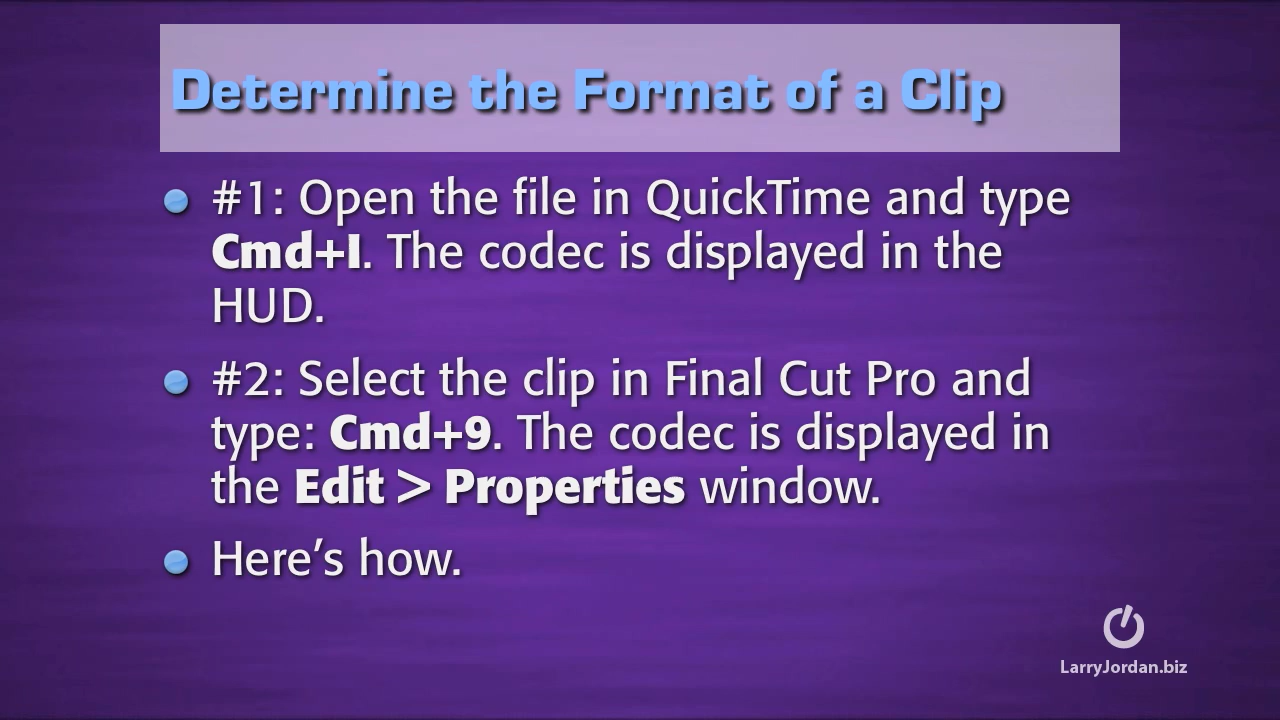 Determine the Format of a Clip
#1: Open the file in QuickTime and type
Cmd+I. The codec is displayed in the
HUD.
#2: Select the clip in Final Cut Pro and
type: Cmd+9. The codec is displayed in
the Edit > Properties window.
Here’s how.
LarryJordan.biz